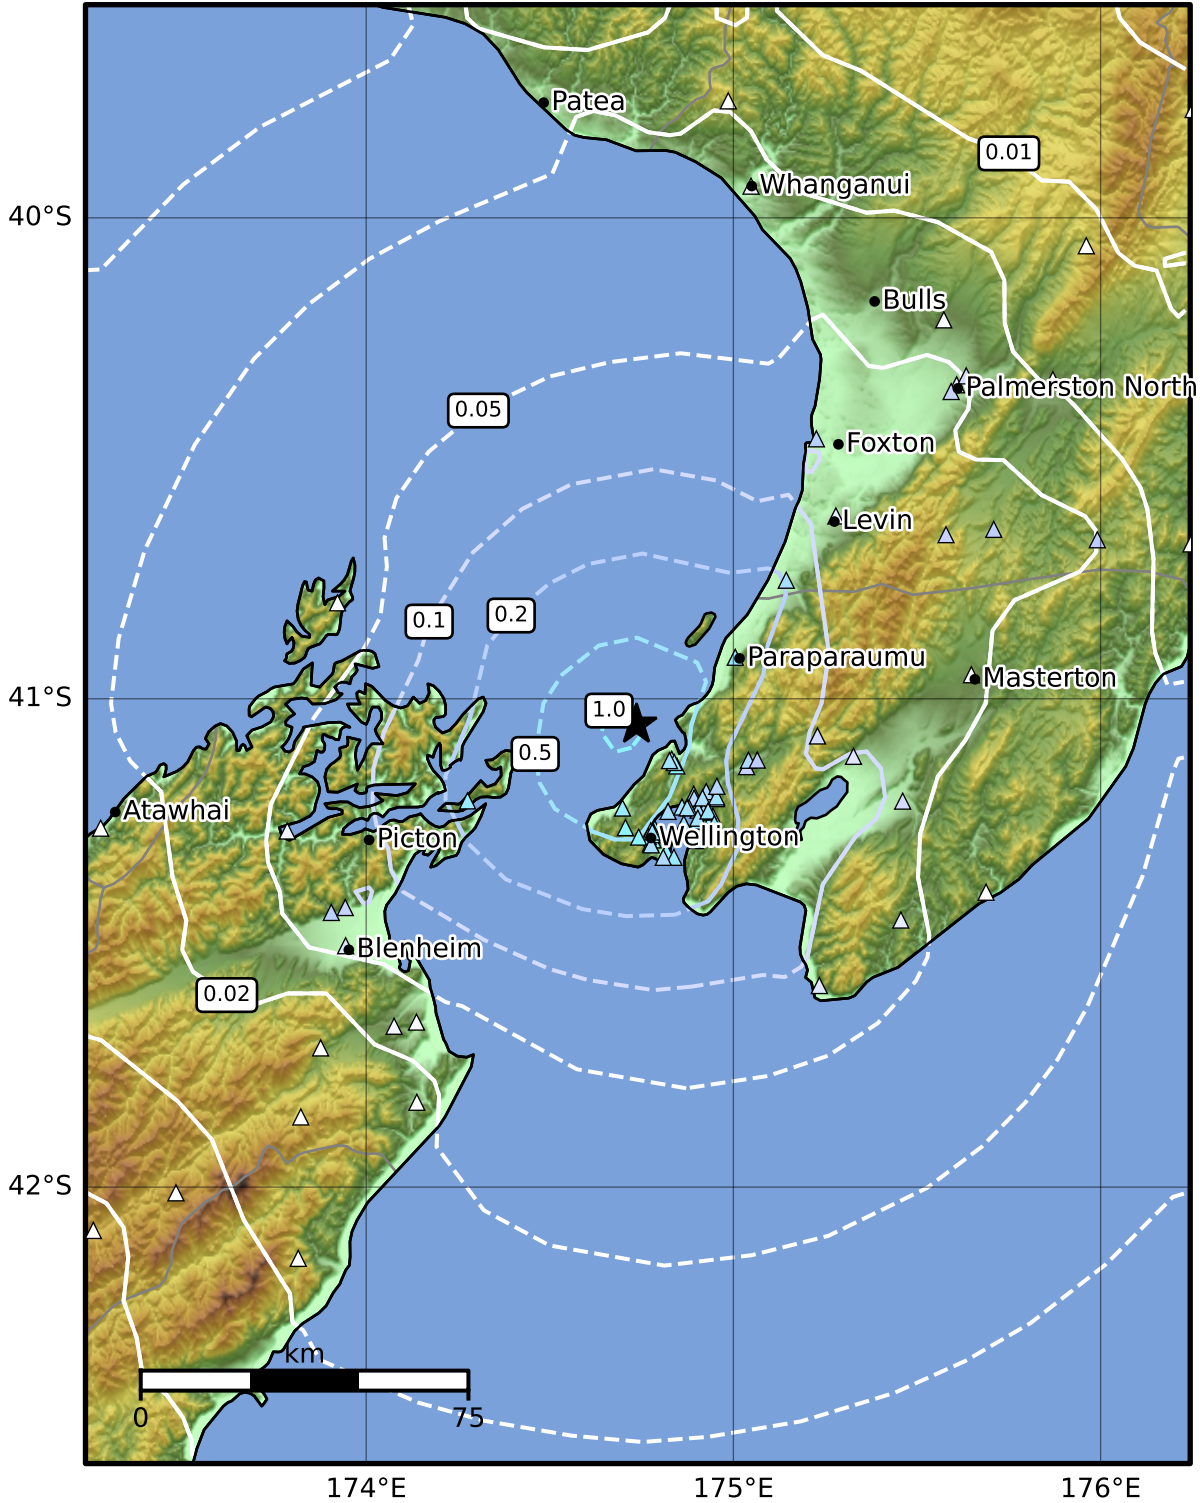 Patea
0.01
Whanganui
40°S
Bulls
Palmerston North
0.05
Foxton
Levin
0.2
0.1
Paraparaumu
Masterton
41°S
1.0
0.5
Atawhai
Wellington
Picton
Blenheim
0.02
42°S
km
0
75
174°E
175°E
176°E